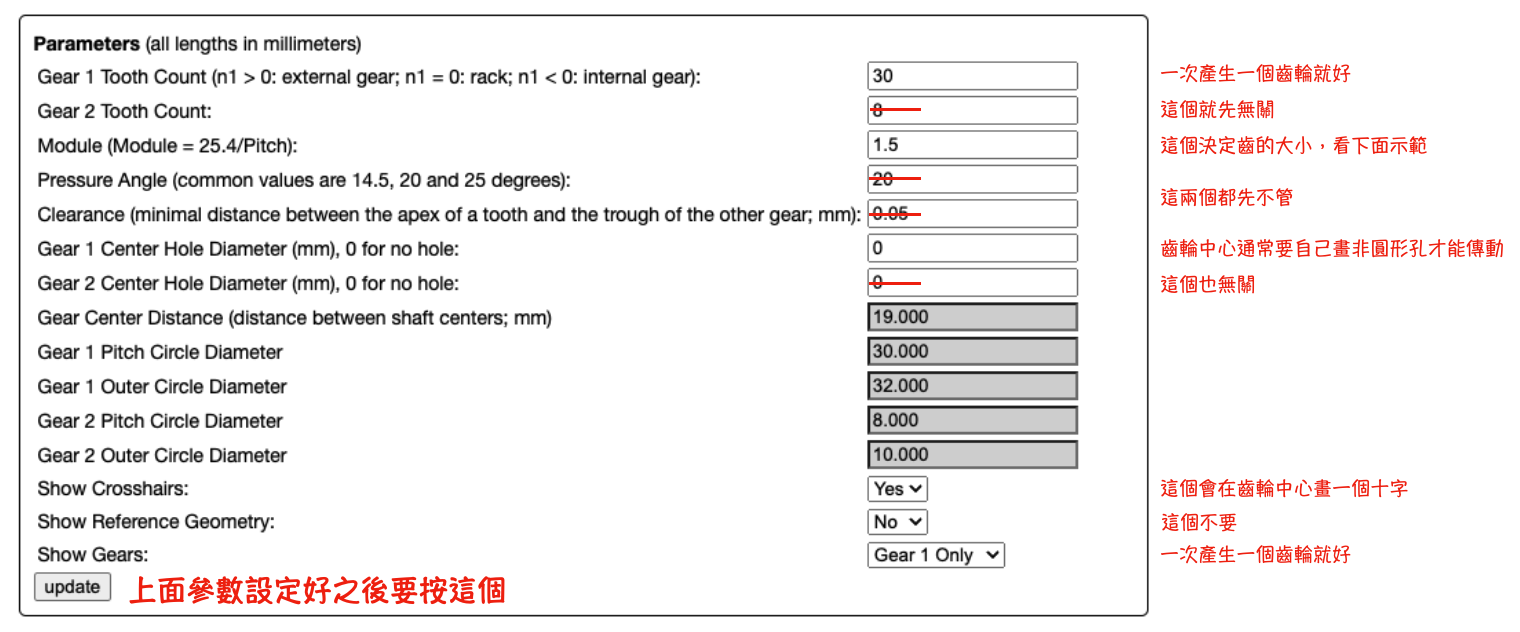 Parameters (all lengths in millimeters)
Gear 1 Tooth Count (n1 > 0: external gear; n1 = 0: rack; n1 < 0: internal gear): 30 一次產生一個齒輪就好
Gear 2 Tooth Count: 8 這個就先無關
Module (Module = 25.4/Pitch): 1.5 這個決定齒的大小，看下面示範
Pressure Angle (common values are 14.5, 20 and 25 degrees): 20
這兩個都先不管
Clearance (minimal distance between the apex of a tooth and the trough of the other gear; mm): 0.05
Gear 1 Center Hole Diameter (mm), 0 for no hole: 0 齒輪中心通常要自己畫非圓形孔才能傳動
Gear 2 Center Hole Diameter (mm), 0 for no hole: 0 這個也無關
Gear Center Distance (distance between shaft centers; mm) 19.000
Gear 1 Pitch Circle Diameter 30.000
Gear 1 Outer Circle Diameter 32.000
Gear 2 Pitch Circle Diameter 8.000
Gear 2 Outer Circle Diameter 10.000
Show Crosshairs: Yes 這個會在齒輪中心畫一個十字
Show Reference Geometry: No 這個不要
Show Gears: Gear 1 Only 一次產生一個齒輪就好
update 上面參數設定好之後要按這個